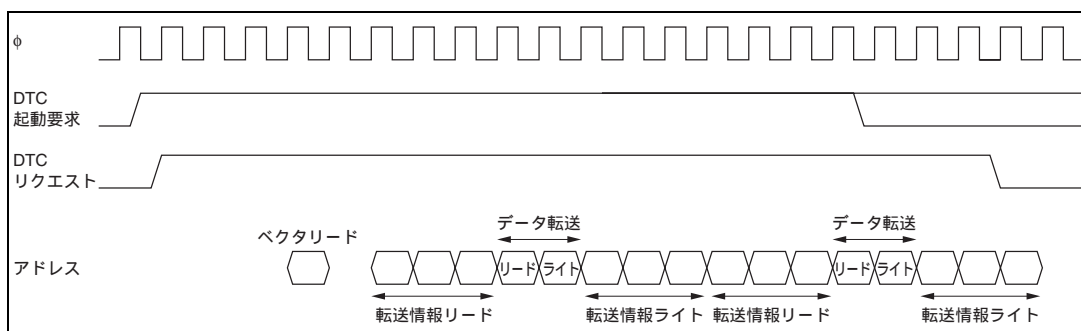 φ
DTC
起動要求
DTC
リクエスト
データ転送
データ転送
ベクタリード
アドレス
リード
ライト
リード
ライト
転送情報リード
転送情報ライト
転送情報リード
転送情報ライト